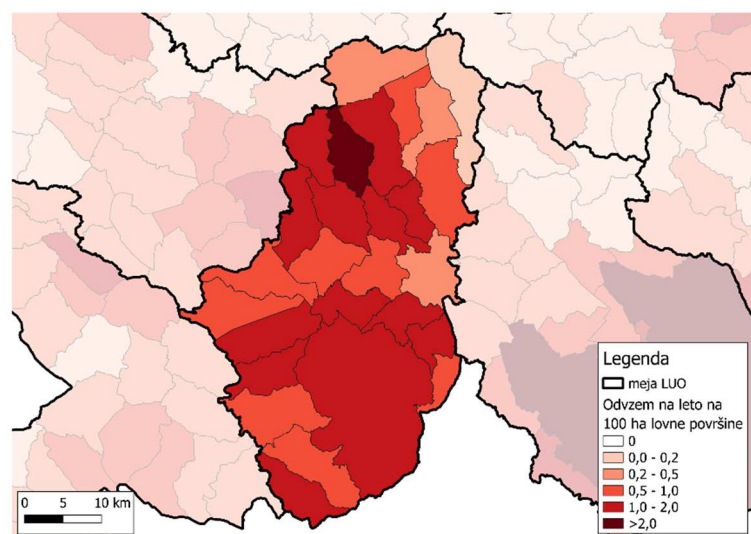 Legenda
meja LUO
Odvzem na leto na
100 ha lovne površine
0
0,0 - 0,2
0,2 - 0,5
0,5 - 1,0
1,0 - 2,0
>2,0
0 5 10 km